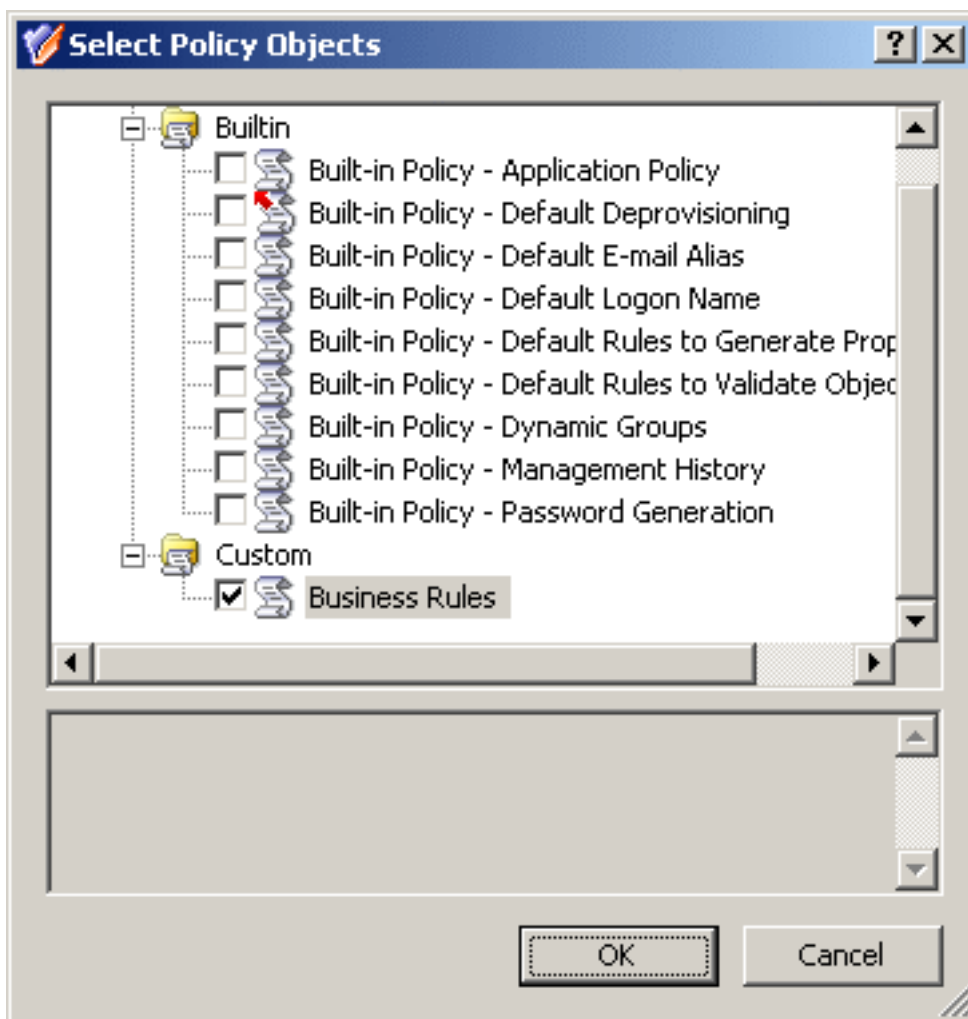 Select Policy Objects
Builtin
Built-in Policy - Application Policy
Built-in Policy - Default Deprovisioning
Built-in Policy - Default E-mail Alias
Built-in Policy - Default Logon Name
Built-in Policy - Default Rules to Generate Prop
Built-in Policy - Default Rules to Validate Objec
Built-in Policy - Dynamic Groups
Built-in Policy - Management History
Built-in Policy - Password Generation
Custom
Business Rules
OK Cancel